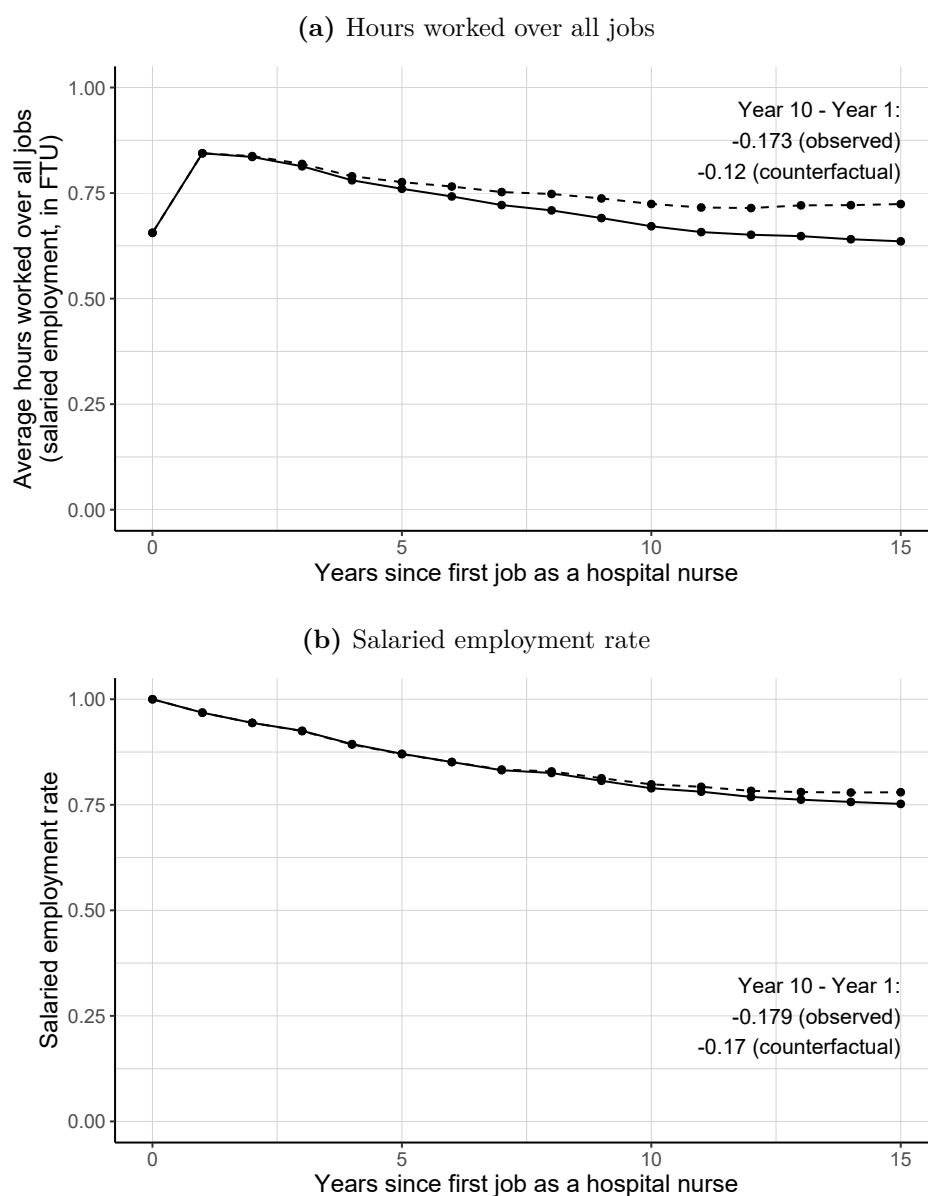 (a) Hours worked over all jobs
Average hours worked over all jobs
(salaried employment, in FTU)
1.00
0.75
0.50
0.25
0.00
Year 10 - Year 1:
-0.173 (observed)
-0.12 (counterfactual)
0 5 10 15
Years since first job as a hospital nurse
(b) Salaried employment rate
Salaried employment rate
1.00
0.75
0.50
0.25
0.00
Year 10 - Year 1:
-0.179 (observed)
-0.17 (counterfactual)
0 5 10 15
Years since first job as a hospital nurse